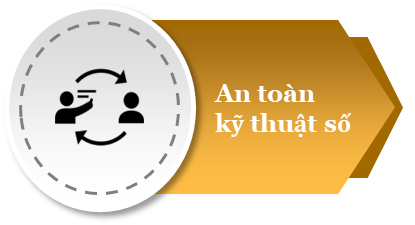 An toàn
kỹ thuật số